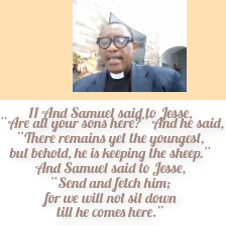 11 And Samuel said to Jesse,
"Are all your sons here?" And he said,
"There remains yet the youngest,
but behold, he is keeping the sheep."
And Samuel said to Jesse,
"Send and fetch him;
for we will not sit down
till he comes here."